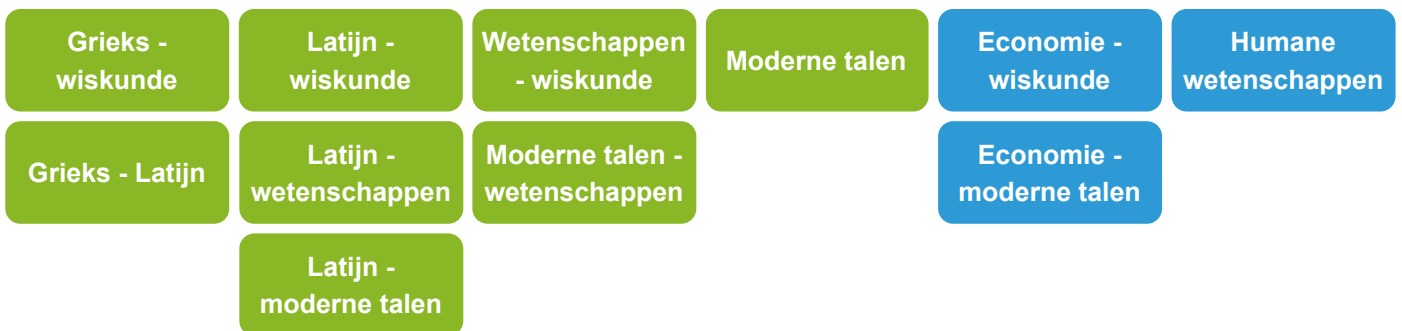 Grieks -
wiskunde
Latijn -
wiskunde
Wetenschappen
- wiskunde
Moderne talen
Economie -
wiskunde
Humane
wetenschappen
Grieks - Latijn
Latijn -
wetenschappen
Moderne talen -
wetenschappen
Economie -
moderne talen
Latijn -
moderne talen